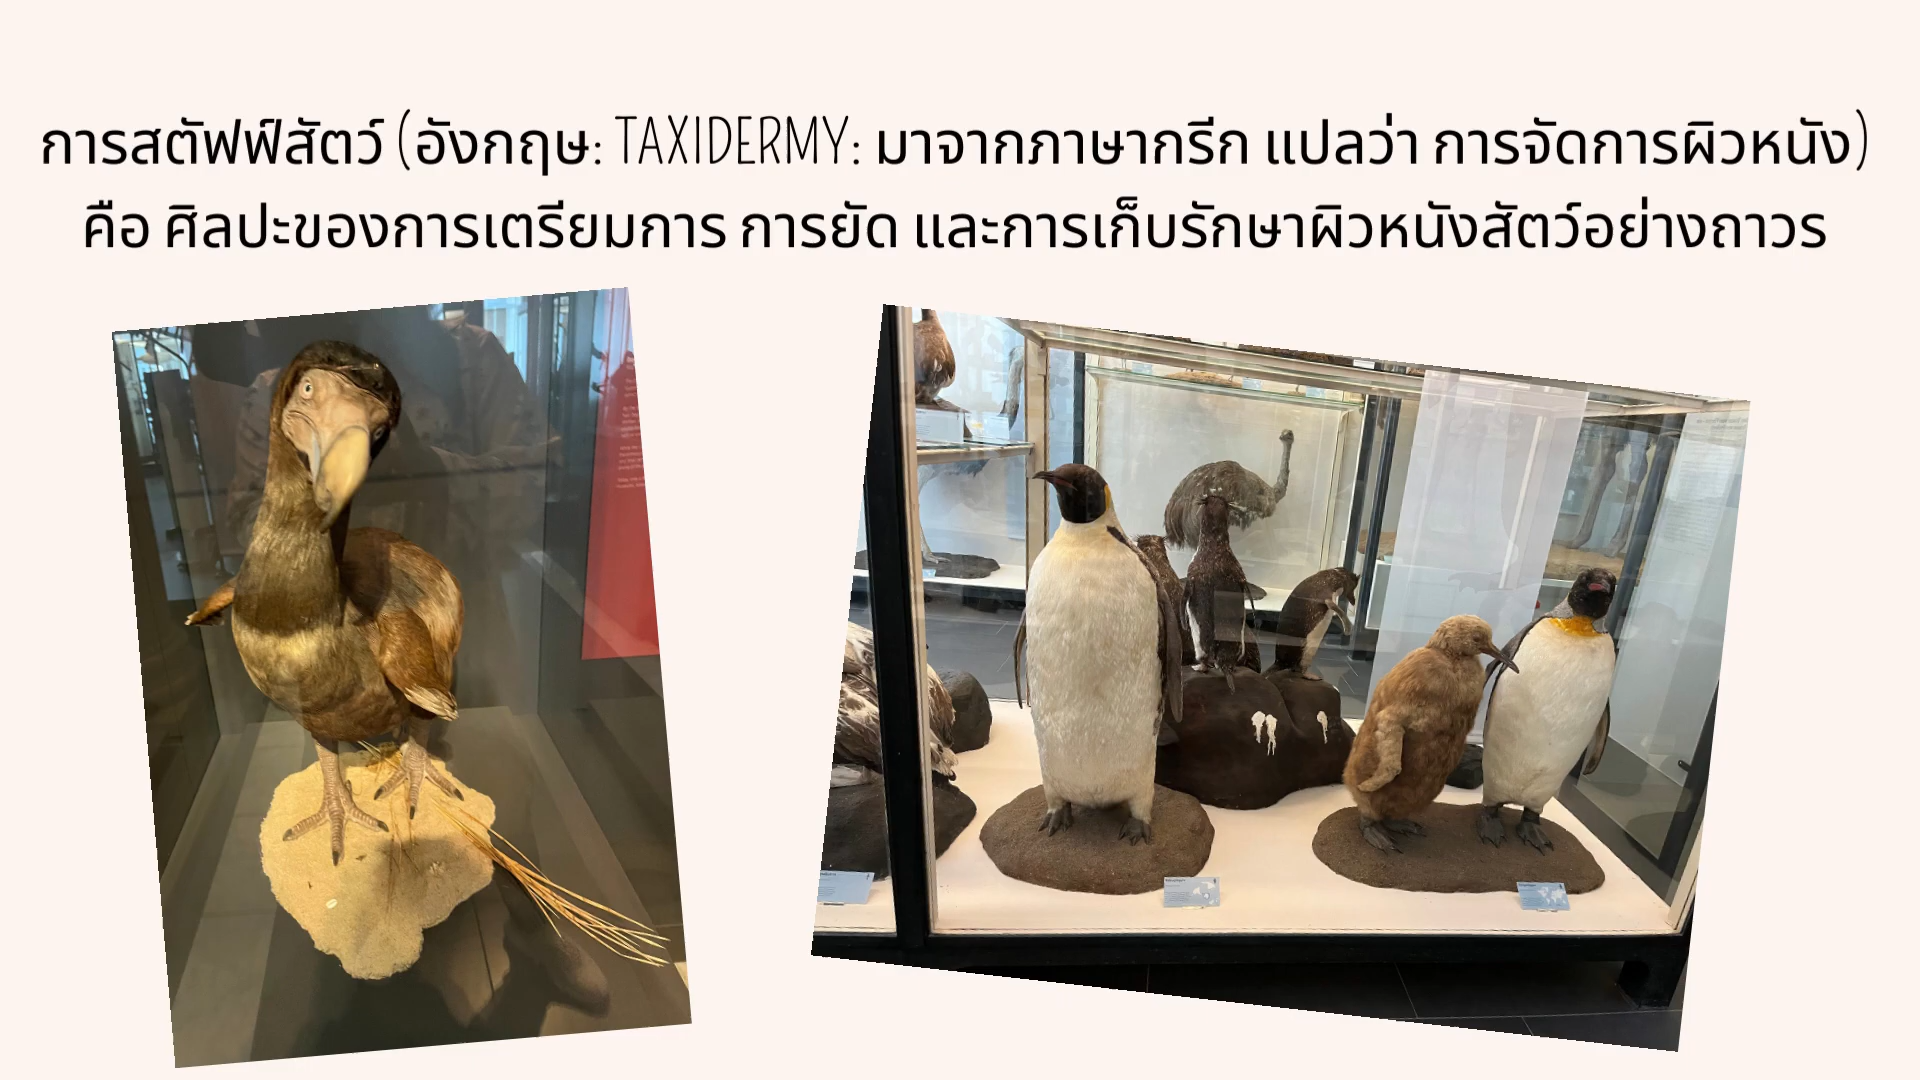 การสตัฟฟ์สัตว์ (อังกฤษ: TAXIDERMY: มาจากภาษากรีก แปลว่า การจัดการผิวหนัง)
คือ ศิลปะของการเตรียมการ การยัด และการเก็บรักษาผิวหนังสัตว์อย่างถาวร